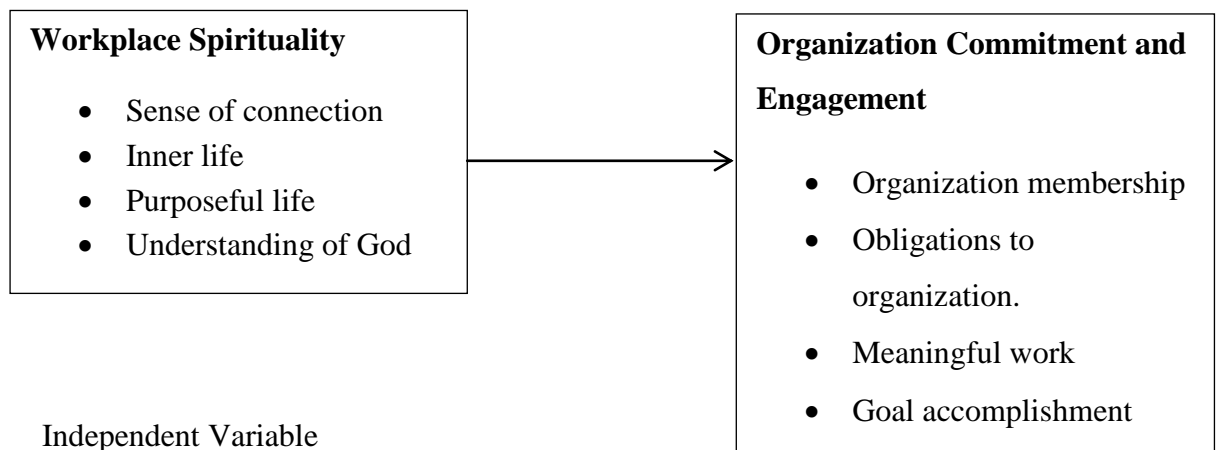 Workplace Spirituality
• Sense of connection
• Inner life
• Purposeful life
• Understanding of God
Independent Variable
Organization Commitment and
Engagement
• Organization membership
• Obligations to
organization.
• Meaningful work
• Goal accomplishment